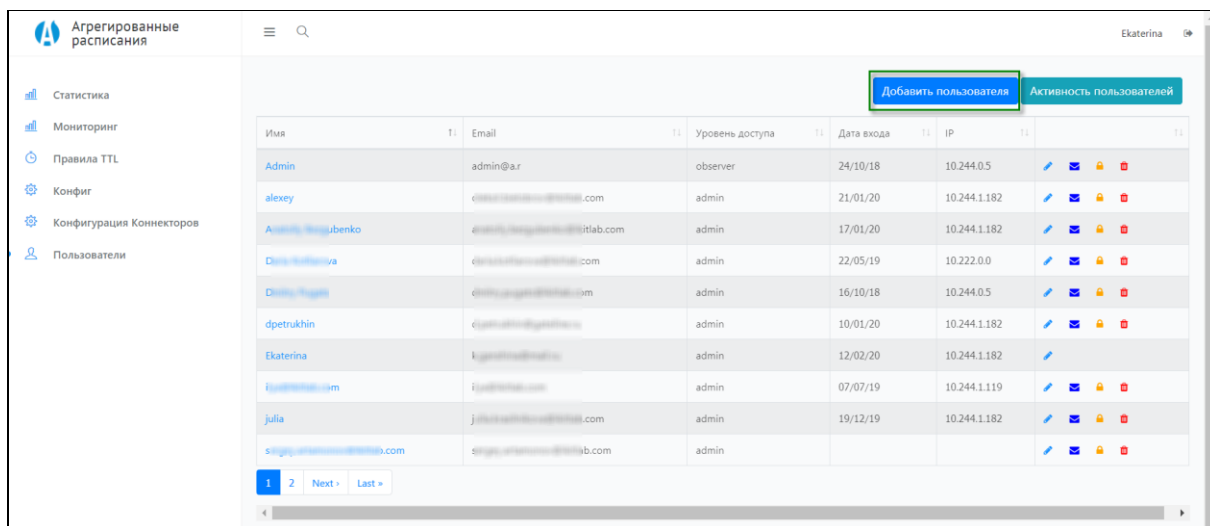 Агрегированные
расписания
Ekaterina
Статистика
Мониторинг
Правила TTL
Конфиг
Конфигурация Коннекторов
Пользователи
Добавить пользователя Активность пользователей
Имя Email Уровень доступа Дата входа IP
Admin admin@a.r observer 24/10/18 10.244.0.5
alexey .com admin 21/01/20 10.244.1.182
A ubenko itlab.com admin 17/01/20 10.244.1.182
D va .com admin 22/05/19 10.222.0.0
D admin 16/10/18 10.244.0.5
dpetrukhin admin 10/01/20 10.244.1.182
Ekaterina admin 12/02/20 10.244.1.182
admin 07/07/19 10.244.1.119
julia .com admin 19/12/19 10.244.1.182
s .com b.com admin
1 2 Next › Last »